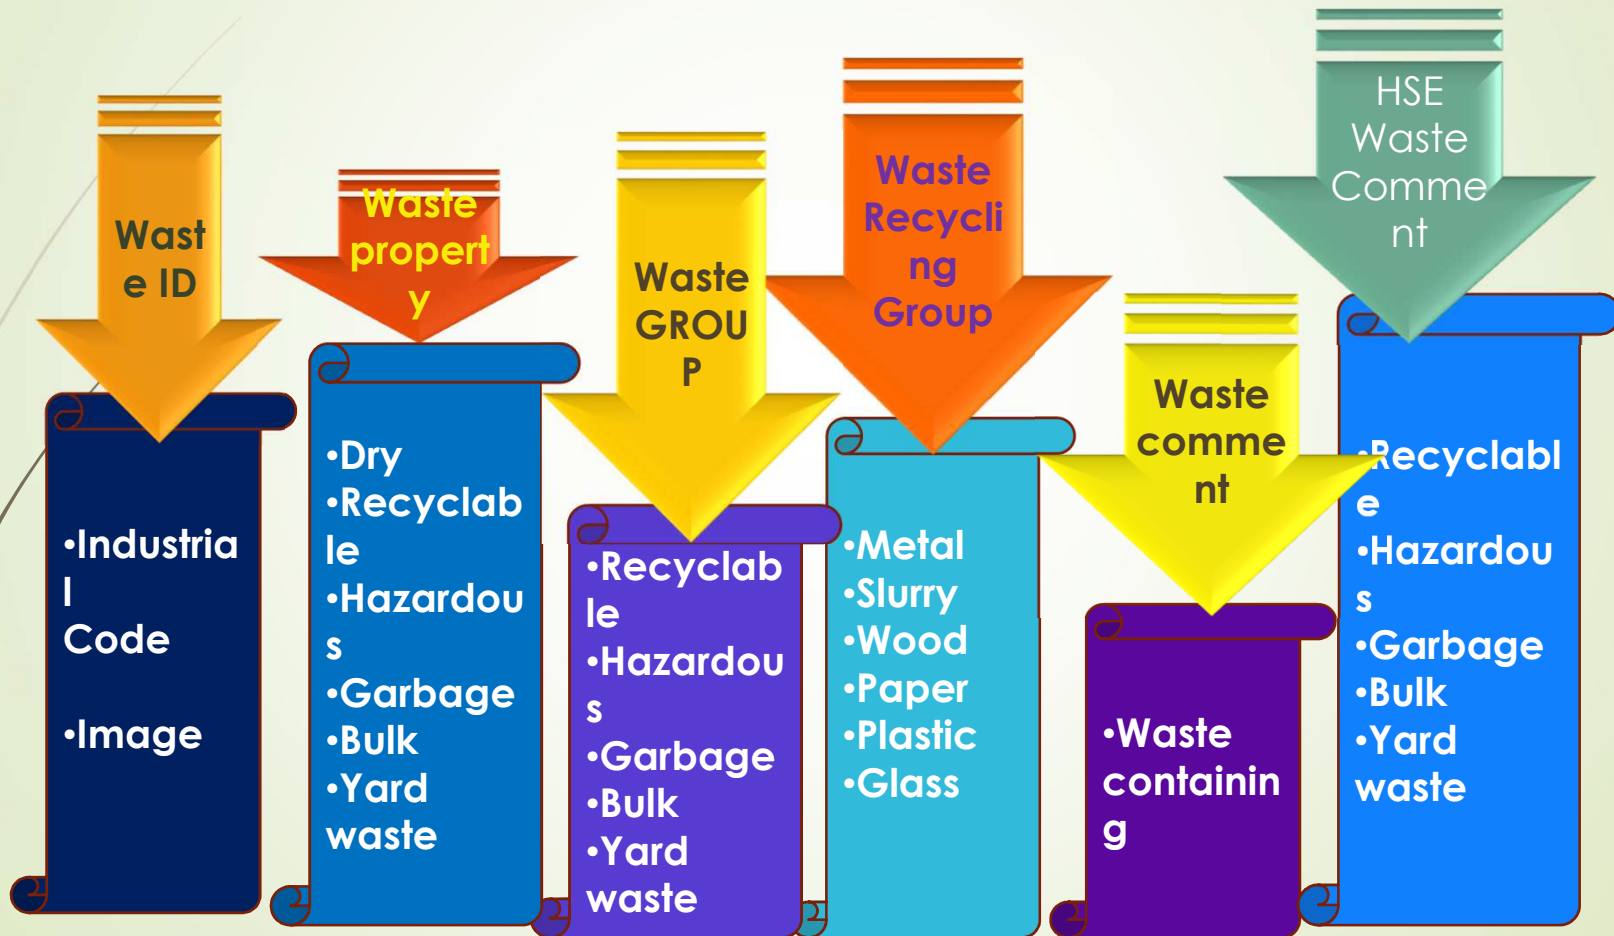 Wast
e ID
•Industria
l
Code
•Image
Waste
propert
y
•Dry
•Recyclab
le
•Hazardou
s
•Garbage
•Bulk
•Yard
waste
Waste
GROU
P
•Recyclab
le
•Hazardou
s
•Garbage
•Bulk
•Yard
waste
Waste
Recycli
ng
Group
•Metal
•Slurry
•Wood
•Paper
•Plastic
•Glass
Waste
comme
nt
•Waste
containin
g
HSE
Waste
Comme
nt
•Recyclabl
e
•Hazardou
s
•Garbage
•Bulk
•Yard
waste